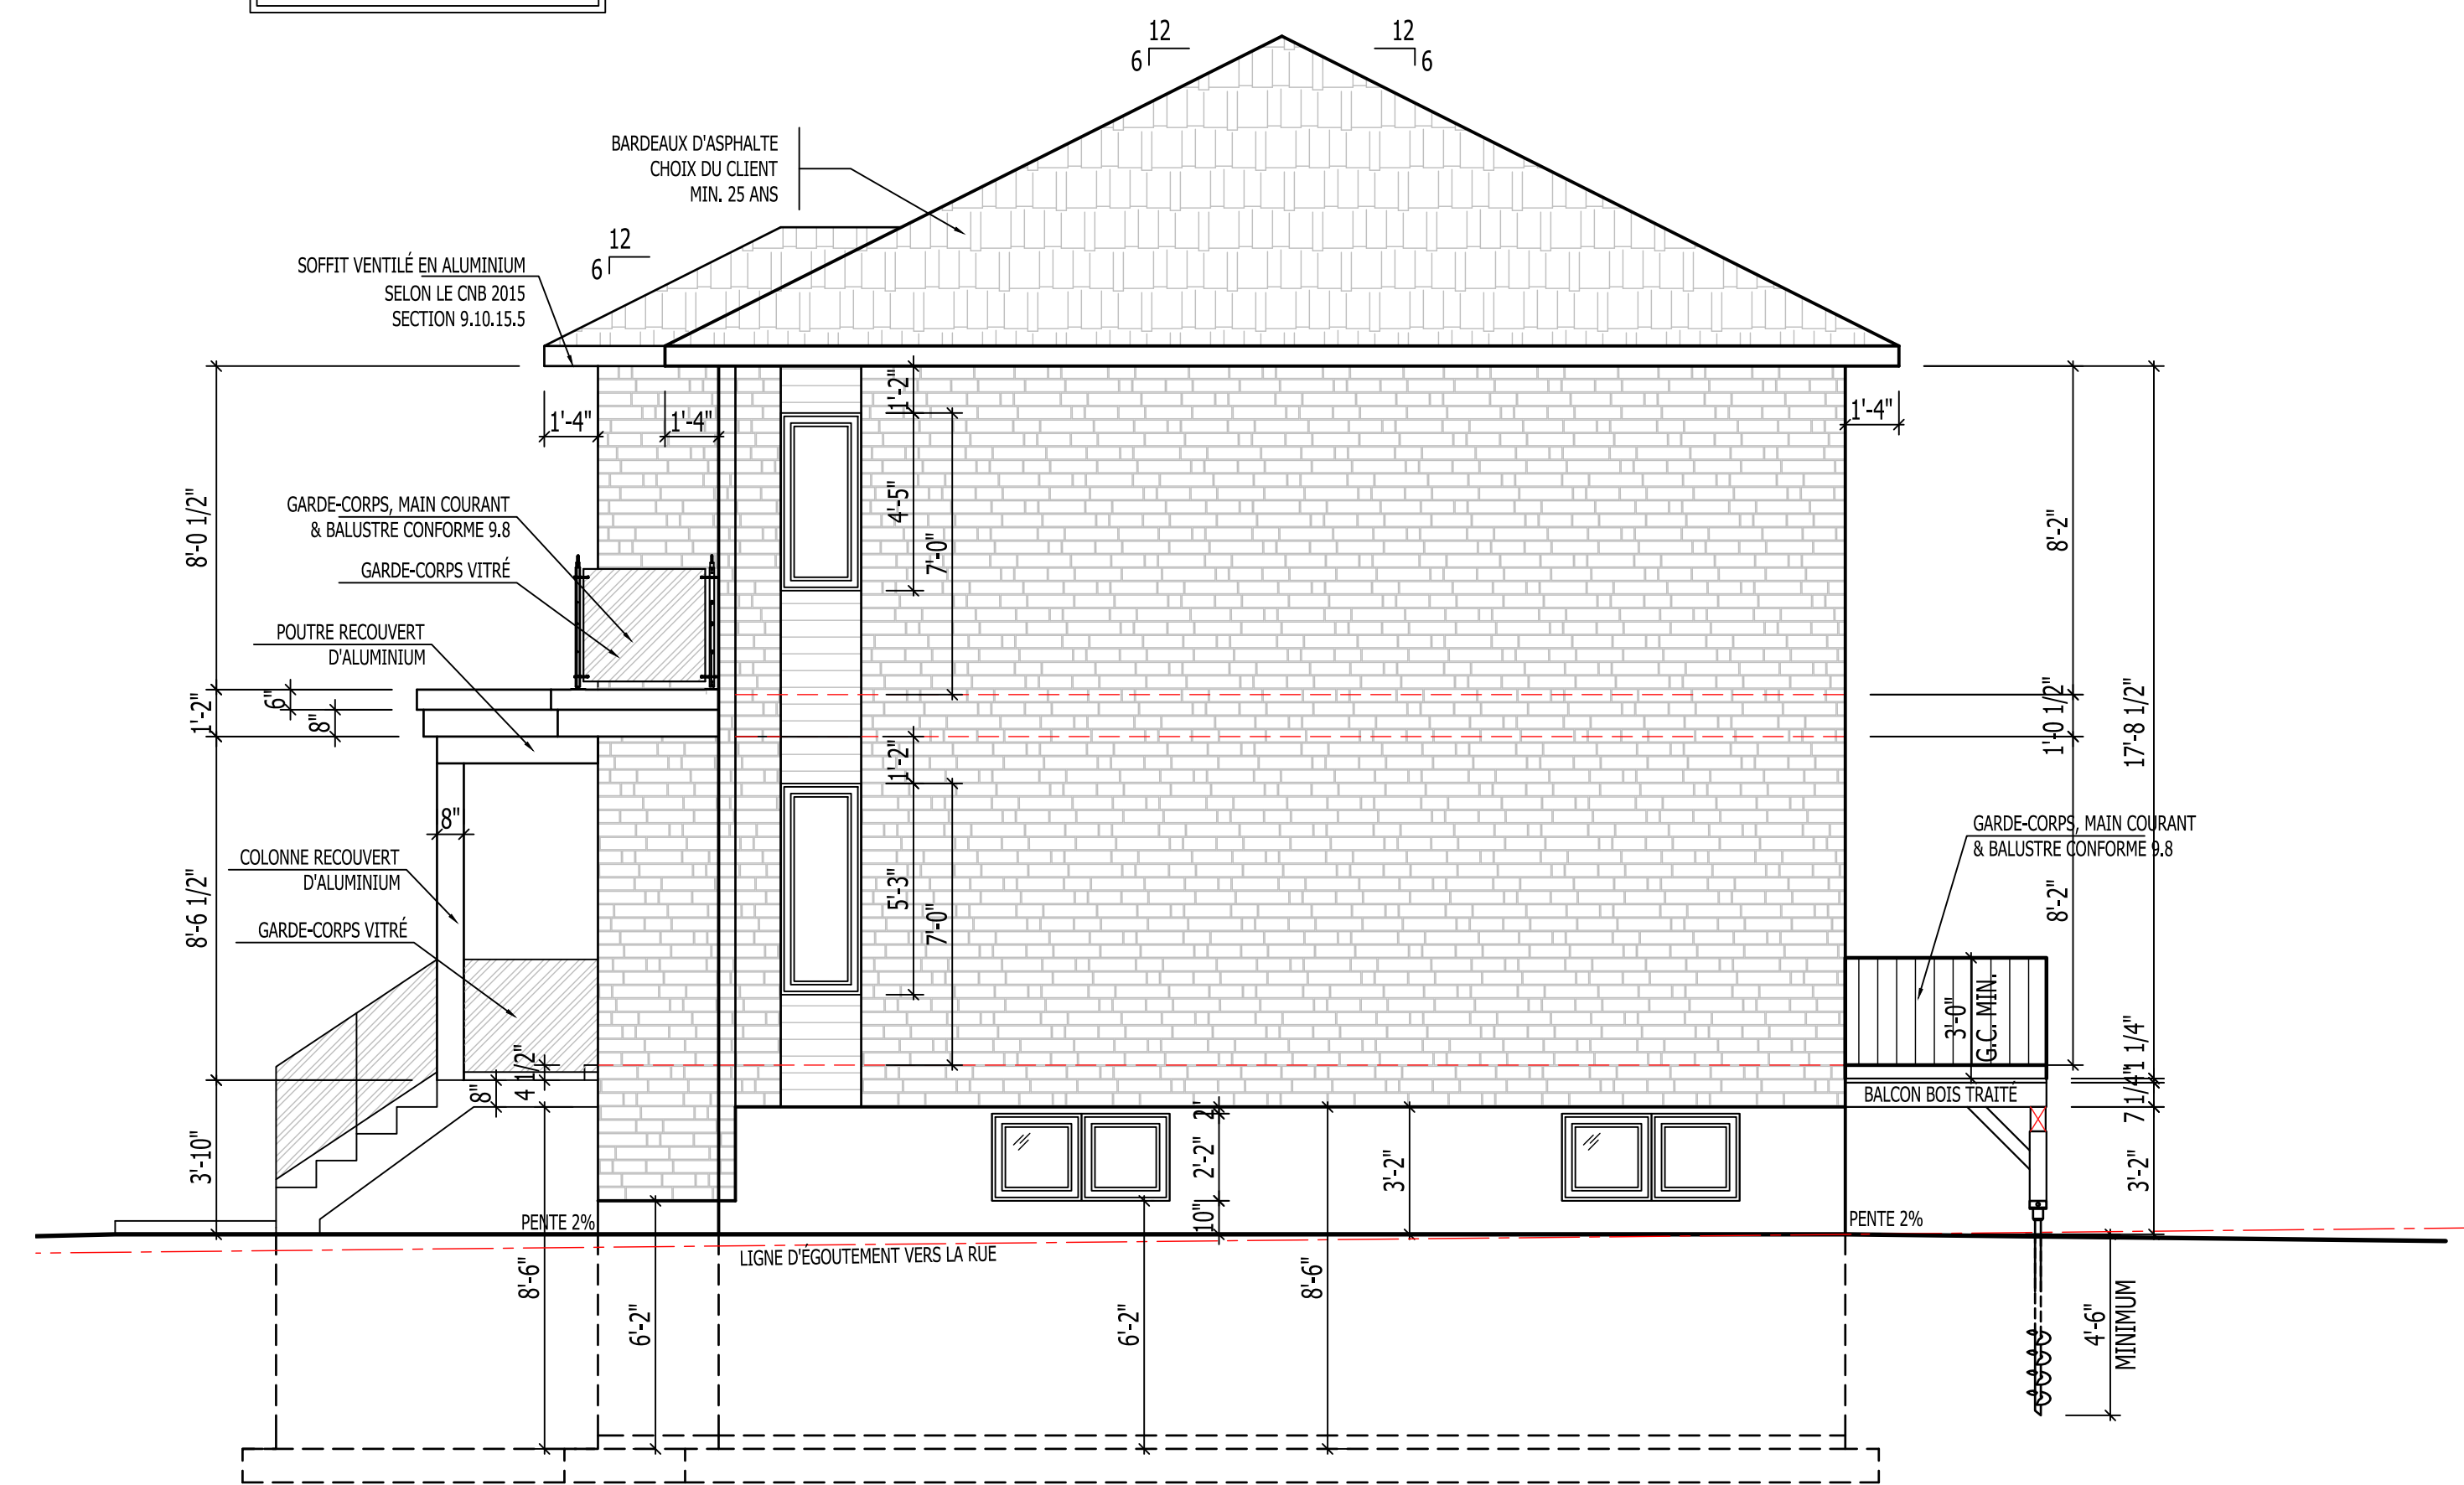 12
6
12
6
BARDEAUX D'ASPHALTE
CHOIX DU CLIENT
MIN. 25 ANS
12
6
SOFFIT VENTILÉ EN ALUMINIUM
SELON LE CNB 2015
SECTION 9.10.15.5
1'-4"
1'-4"
1'-4"
1'-2"
4'-5"
7'-0"
8'-0 1/2"
GARDE-CORPS, MAIN COURANT
& BALUSTRE CONFORME 9.8
GARDE-CORPS VITRÉ
POUTRE RECOUVERT
D'ALUMINIUM
6"
8"
1'-2"
8'-2"
1'-0 1/2"
17'-8 1/2"
1'-2"
5'-3"
7'-0"
8"
COLONNE RECOUVERT
D'ALUMINIUM
8'-6 1/2"
GARDE-CORPS VITRÉ
GARDE-CORPS, MAIN COURANT
& BALUSTRE CONFORME 9.8
8'-2"
3'-0"
G.C. MIN.
1 1/4"
7 1/4"
BALCON BOIS TRAITÉ
4 1/2"
8"
3'-10"
2"
2'-2"
10"
3'-2"
3'-2"
PENTE 2%
PENTE 2%
LIGNE D'ÉGOUTEMENT VERS LA RUE
8'-6"
6'-2"
6'-2"
8'-6"
4'-6"
MINIMUM